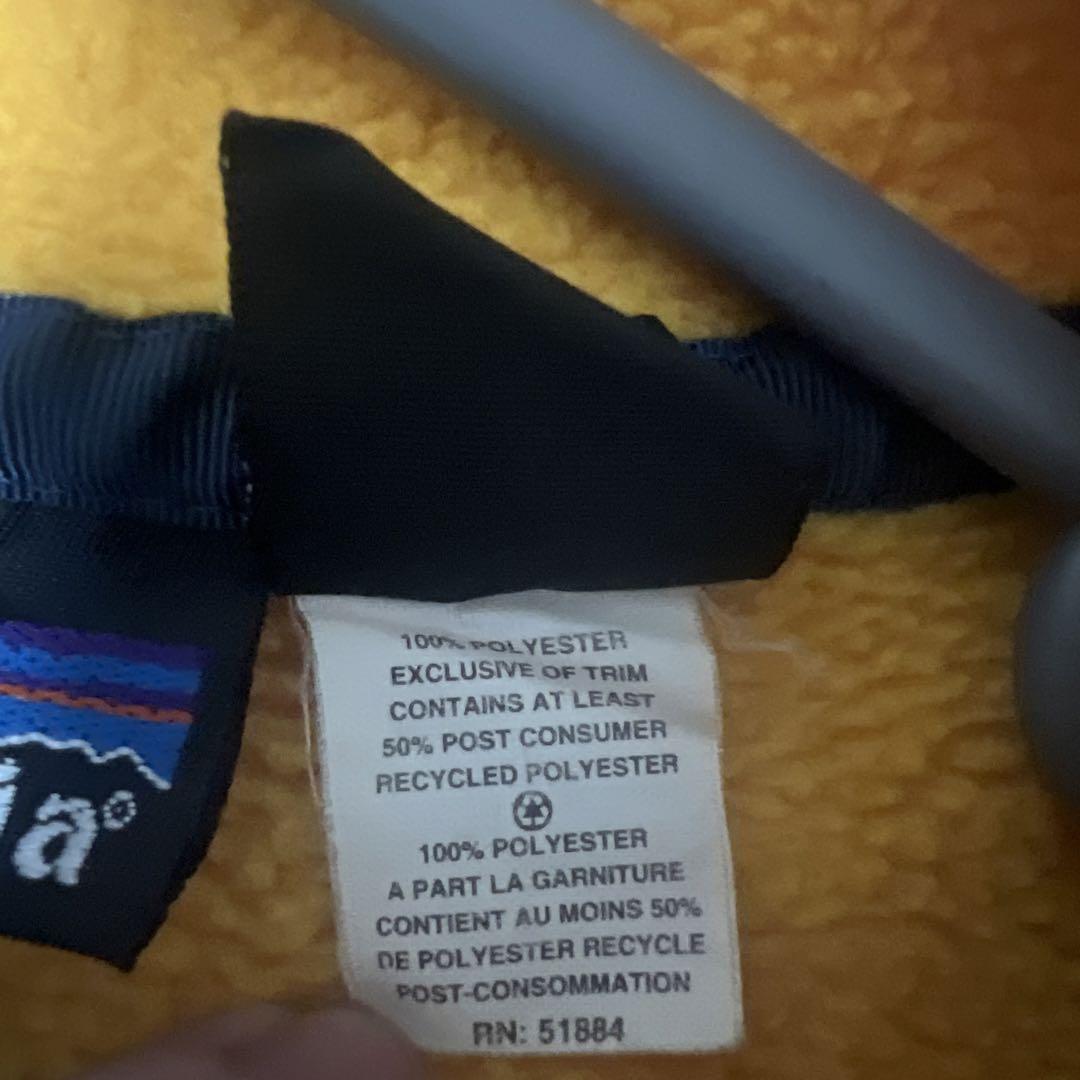 ia®
100% POLYESTER
EXCLUSIVE OF TRIM
CONTAINS AT LEAST
50% POST CONSUMER
RECYCLED POLYESTER
100% POLYESTER
A PART LA GARNITURE
CONTIENT AU MOINS 50%
DE POLYESTER RECYCLE
POST-CONSOMMATION
RN: 51884